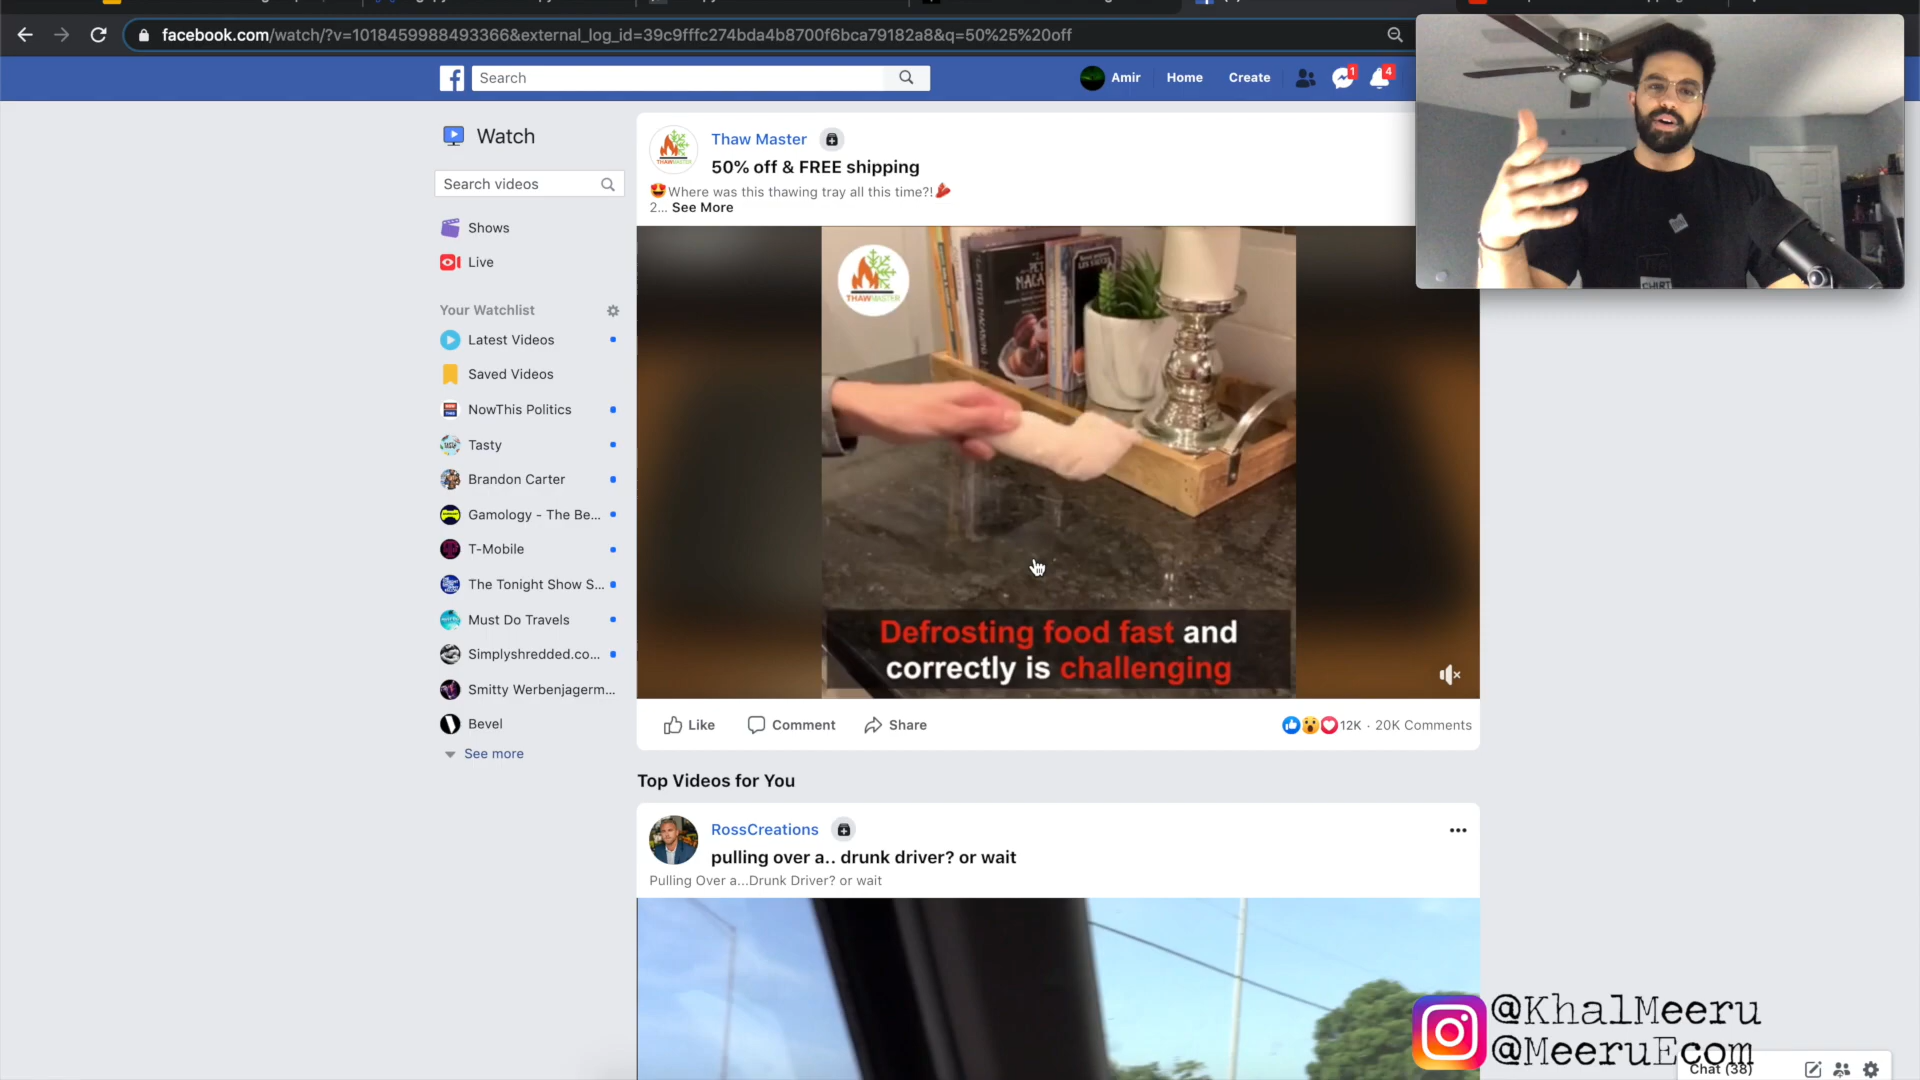 facebook.com/watch/?v=1018459988493366&external_log_id=39c9fffc274bda4b8700f6bca79182a8&q=50%25%20off
Search
Amir
Home
Create
1
4
Watch
Search videos
Shows
Live
Your Watchlist
Latest Videos
Saved Videos
NowThis Politics
Tasty
Brandon Carter
Gamology - The Be...
T-Mobile
The Tonight Show S...
Must Do Travels
Simplyshredded.co...
Smitty Werbenjagerm...
Bevel
See more
Thaw Master
50% off & FREE shipping
Where was this thawing tray all this time?!
2... See More
THAWMASTER
Defrosting food fast and
correctly is challenging
Like
Comment
Share
12K · 20K Comments
Top Videos for You
RossCreations
pulling over a.. drunk driver? or wait
Pulling Over a...Drunk Driver? or wait
@KhalMeeru
@MeeruEcom
Chat (38)